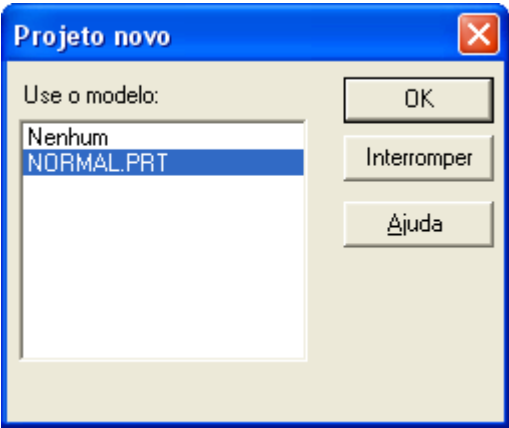 Projeto novo
Use o modelo:
Nenhum
NORMAL.PRT
OK
Interromper
Ajuda